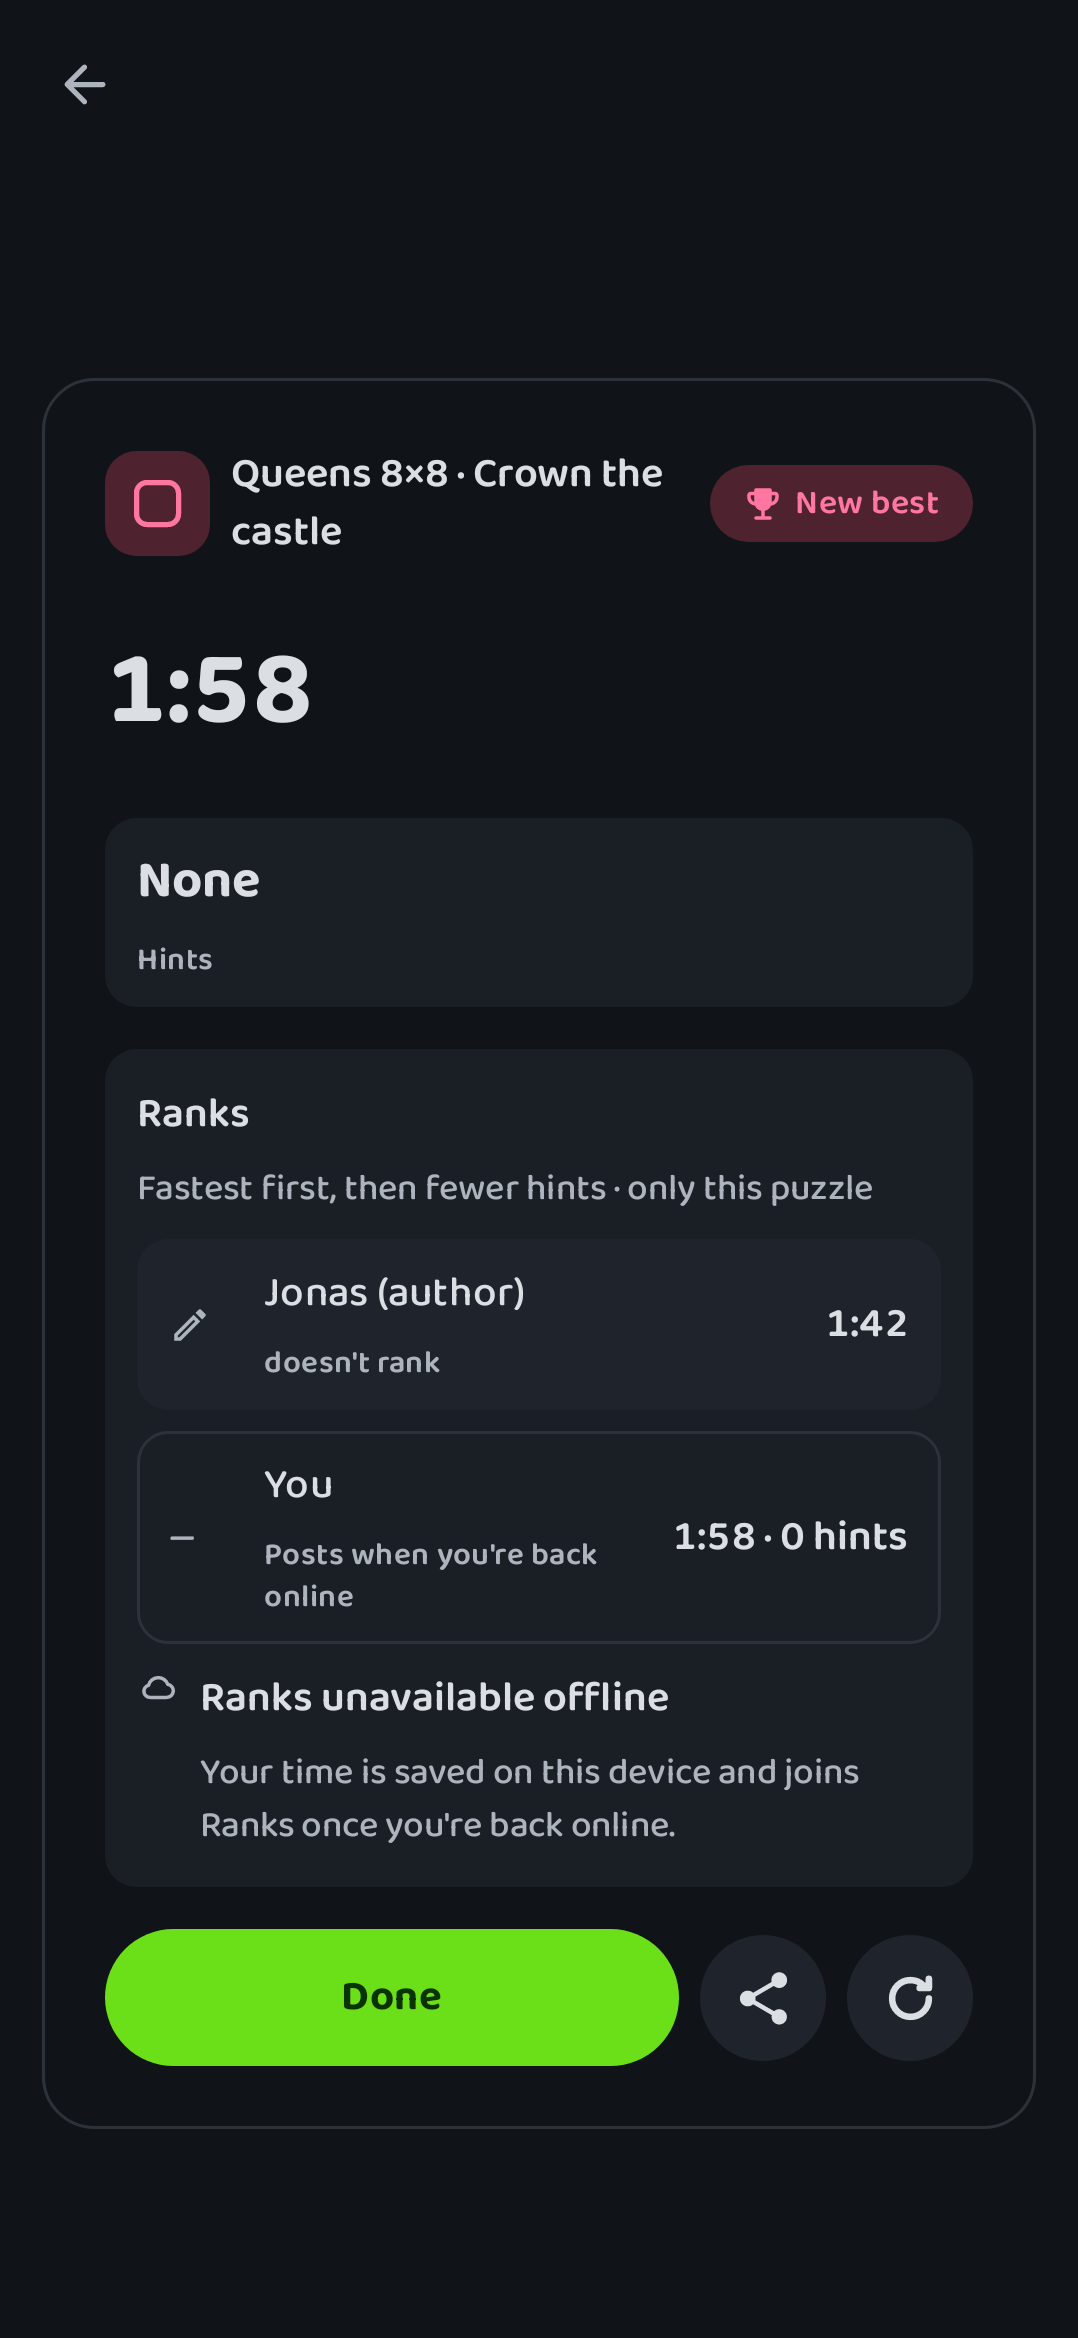 Queens 8×8 · Crown the
castle
New best
1:58
None
Hints
Ranks
Fastest first, then fewer hints · only this puzzle
Jonas (author)
doesn't rank
1:42
–
You
Posts when you're back
online
1:58 · 0 hints
Ranks unavailable offline
Your time is saved on this device and joins
Ranks once you're back online.
Done